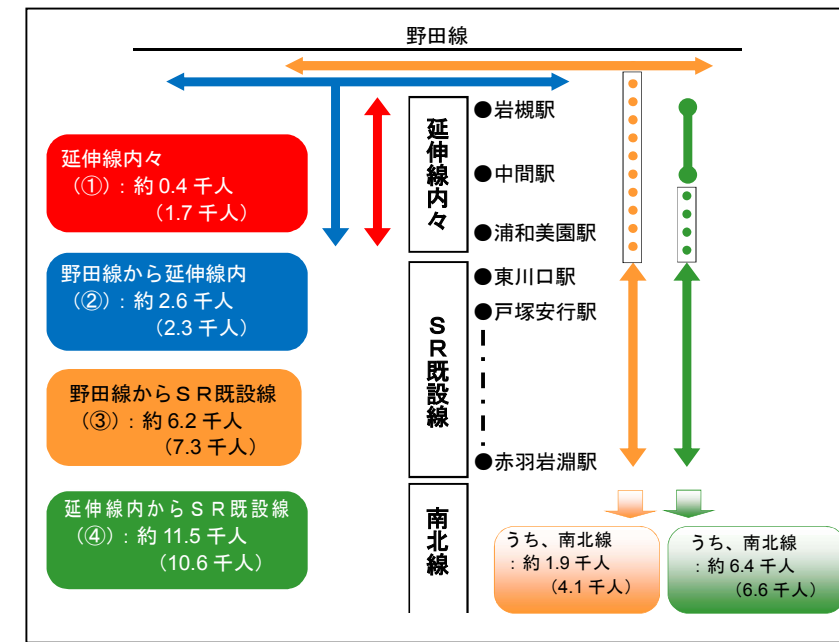 野田線
延伸線内々
●岩槻駅
●中間駅
●浦和美園駅
ＳＲ既設線
●東川口駅
●戸塚安行駅
●赤羽岩淵駅
南北線
延伸線内々
（①）：約 0.4 千人
（1.7 千人）
野田線から延伸線内
（②）：約 2.6 千人
（2.3 千人）
野田線からＳＲ既設線
（③）：約 6.2 千人
（7.3 千人）
延伸線内からＳＲ既設線
（④）：約 11.5 千人
（10.6 千人）
うち、南北線
：約 1.9 千人
（4.1 千人）
うち、南北線
：約 6.4 千人
（6.6 千人）